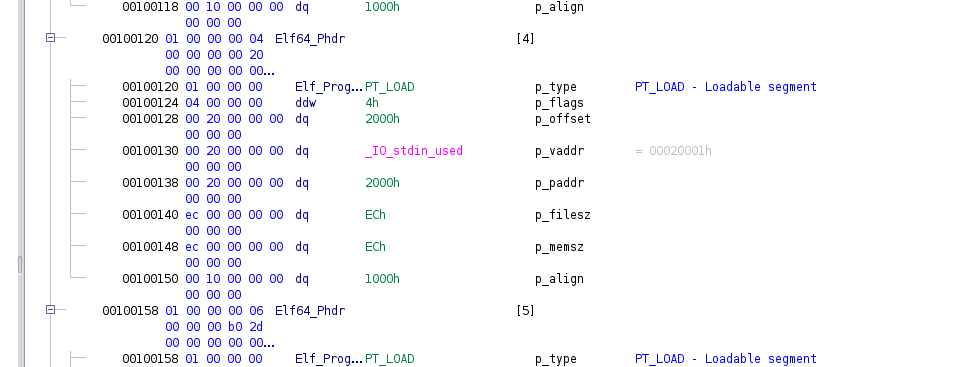 00100118 00 10 00 00 00 dq 1000h p_align
00 00 00
00100120 01 00 00 00 04 Elf64_Phdr [4]
00 00 00 00 20
00 00 00 00 00...
00100120 01 00 00 00 Elf_Prog...PT_LOAD p_type PT_LOAD - Loadable segment
00100124 04 00 00 00 ddw 4h p_flags
00100128 00 20 00 00 00 dq 2000h p_offset
00 00 00
00100130 00 20 00 00 00 dq _IO_stdin_used p_vaddr = 00020001h
00 00 00
00100138 00 20 00 00 00 dq 2000h p_paddr
00 00 00
00100140 ec 00 00 00 00 dq ECh p_filesz
00 00 00
00100148 ec 00 00 00 00 dq ECh p_memsz
00 00 00
00100150 00 10 00 00 00 dq 1000h p_align
00 00 00
00100158 01 00 00 00 06 Elf64_Phdr [5]
00 00 00 b0 2d
00 00 00 00 00...
00100158 01 00 00 00 Elf_Prog...PT_LOAD p_type PT_LOAD - Loadable segment